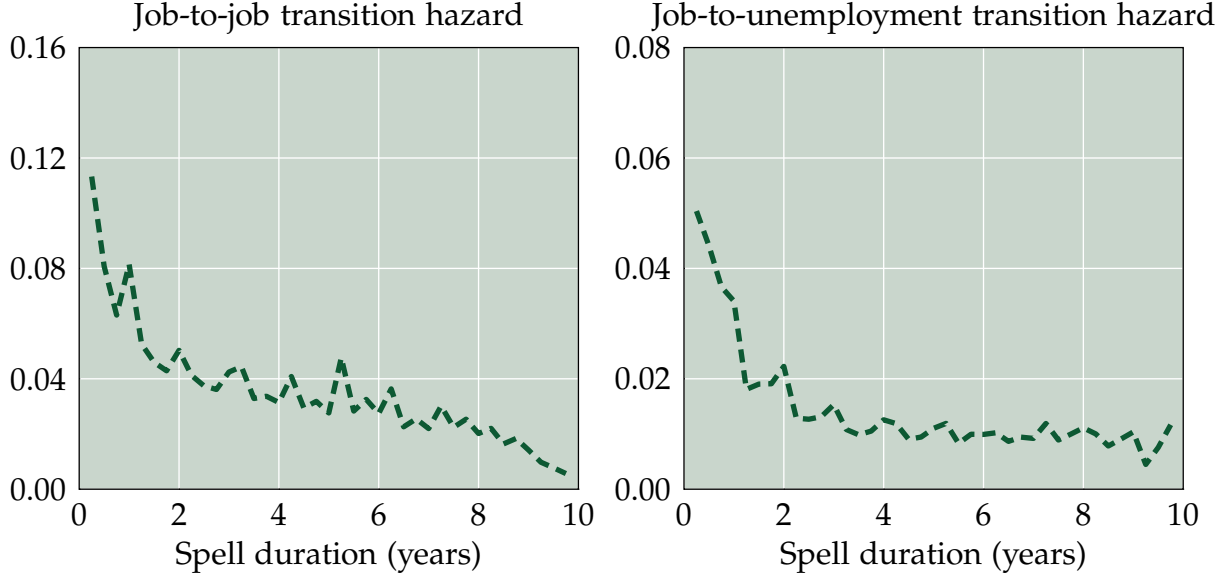 Job-to-job transition hazard
0.16
0.12
0.08
0.04
0.00
0 2 4 6 8 10
Spell duration (years)
Job-to-unemployment transition hazard
0.08
0.06
0.04
0.02
0.00
0 2 4 6 8 10
Spell duration (years)